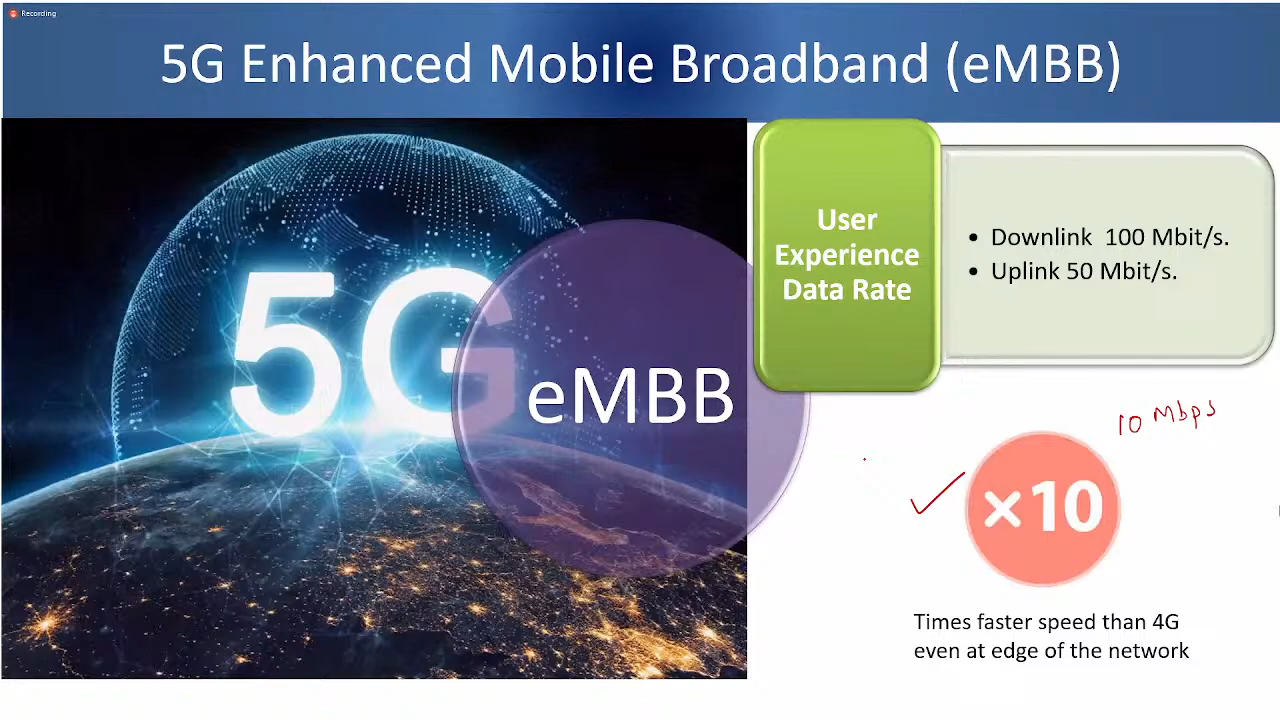 Recording
5G Enhanced Mobile Broadband (eMBB)
5G
eMBB
User
Experience
Data Rate
• Downlink 100 Mbit/s.
• Uplink 50 Mbit/s.
10 Mbps
×10
Times faster speed than 4G
even at edge of the network